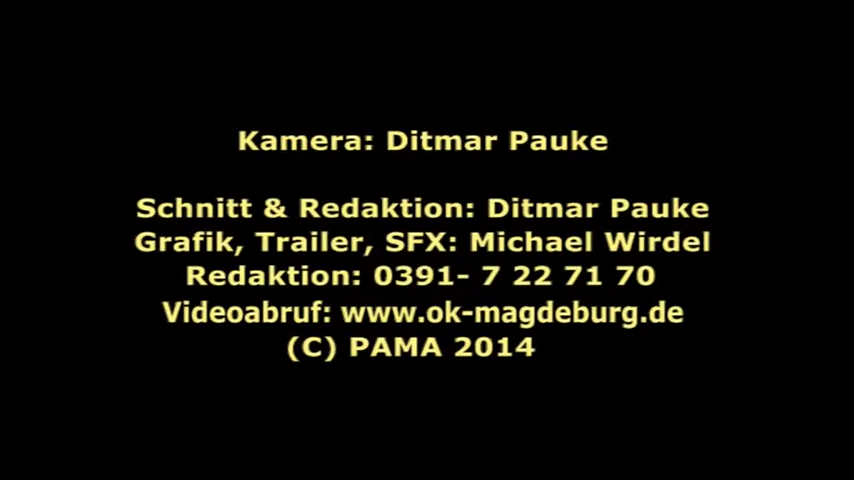 Kamera: Ditmar Pauke
Schnitt & Redaktion: Ditmar Pauke
Grafik, Trailer, SFX: Michael Wirdel
Redaktion: 0391- 7 22 71 70
Videoabruf: www.ok-magdeburg.de
(C) PAMA 2014